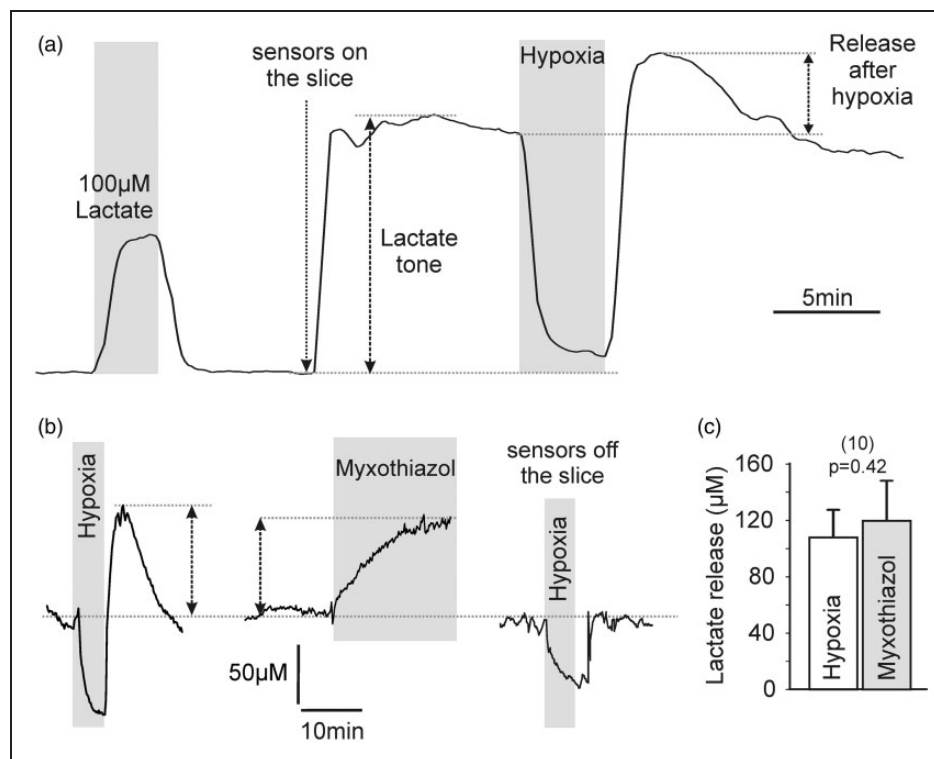 (a)
sensors on
the slice
Hypoxia
Release
after
hypoxia
100µM
Lactate
Lactate
tone
5min
(b)
Hypoxia
Myxothiazol
sensors off
the slice
Hypoxia
50µM
10min
(c)
(10)
p=0.42
Lactate release (µM)
160
120
80
40
0
Hypoxia
Myxothiazol